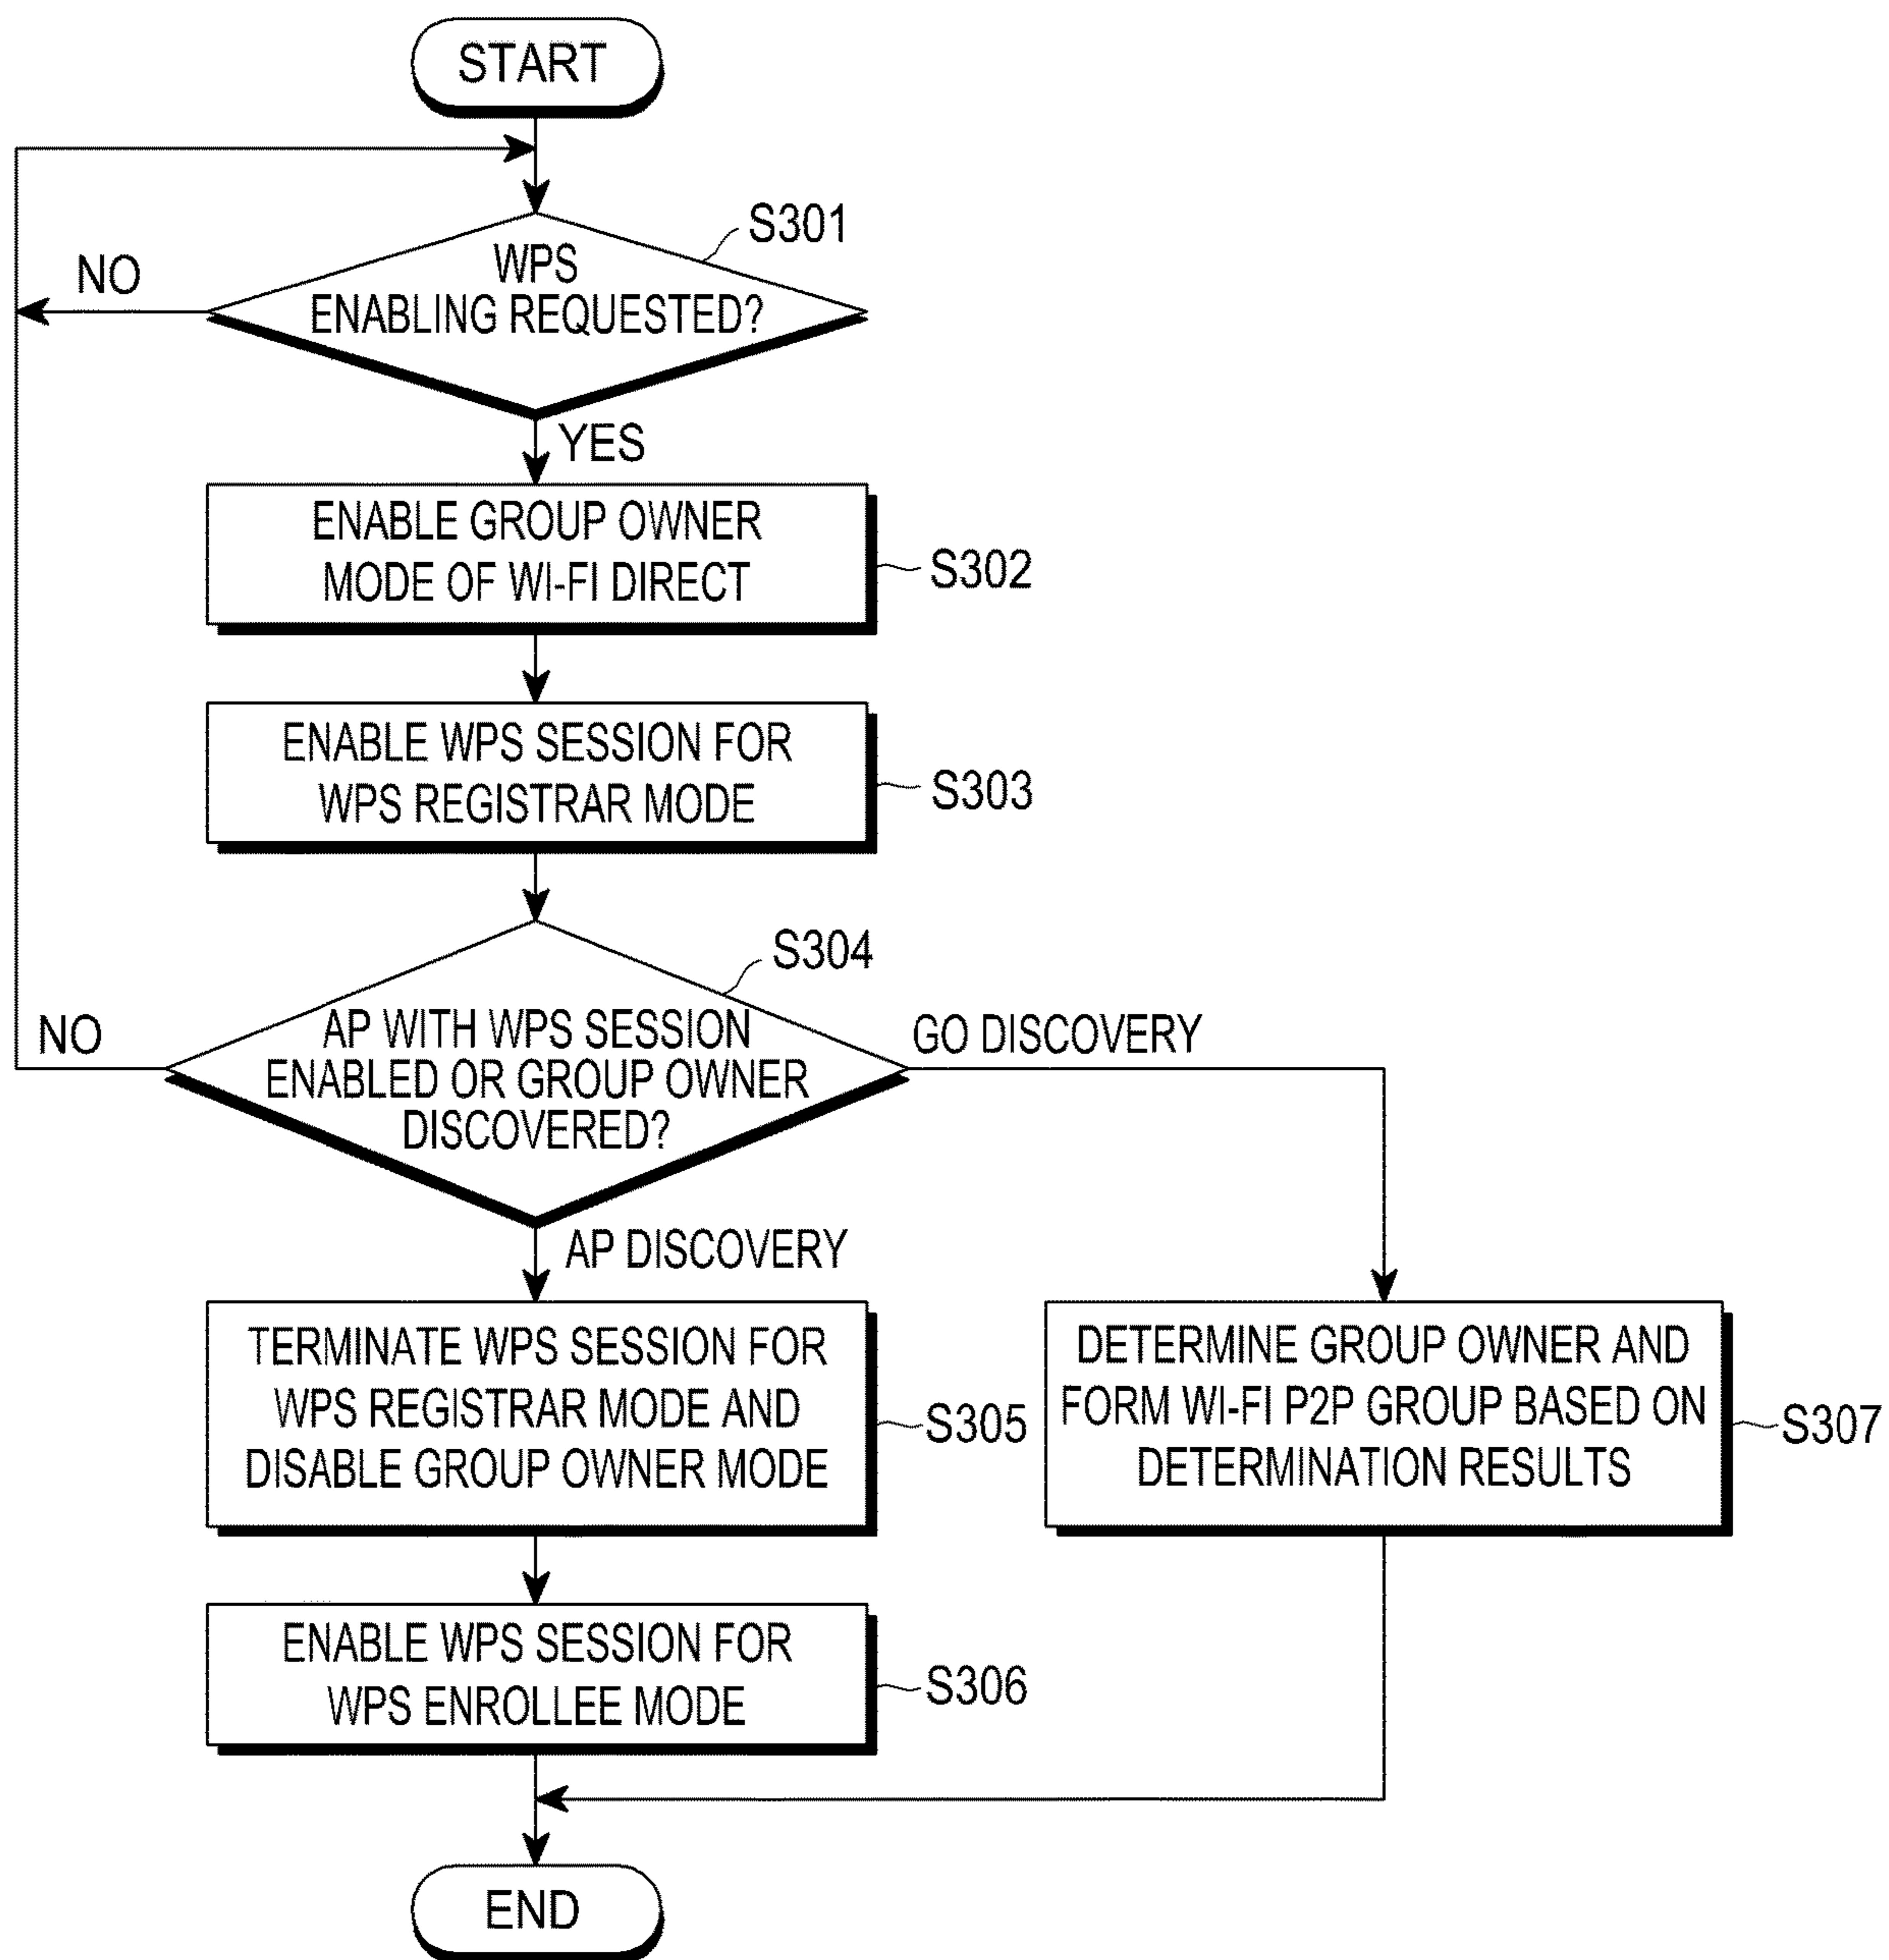 START
S301
WPS
ENABLING REQUESTED?
NO
YES
ENABLE GROUP OWNER
MODE OF WI-FI DIRECT
S302
ENABLE WPS SESSION FOR
WPS REGISTRAR MODE
S303
S304
AP WITH WPS SESSION
ENABLED OR GROUP OWNER
DISCOVERED?
NO
GO DISCOVERY
AP DISCOVERY
TERMINATE WPS SESSION FOR
WPS REGISTRAR MODE AND
DISABLE GROUP OWNER MODE
S305
DETERMINE GROUP OWNER AND
FORM WI-FI P2P GROUP BASED ON
DETERMINATION RESULTS
S307
ENABLE WPS SESSION FOR
WPS ENROLLEE MODE
S306
END